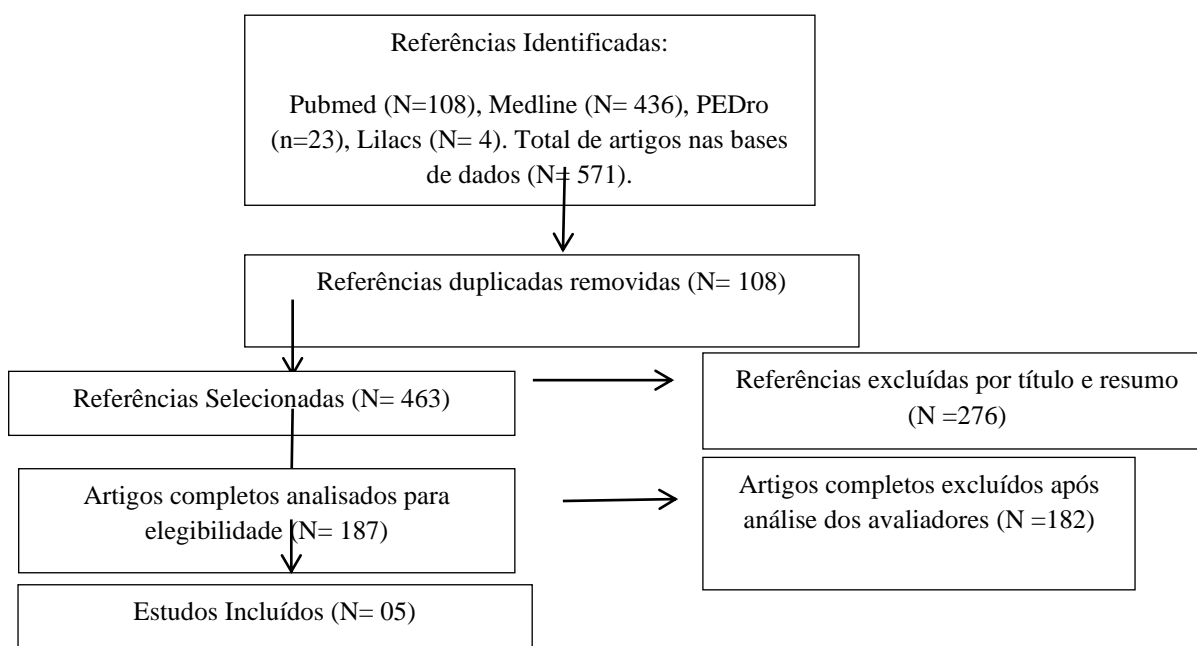 Referências Identificadas:
Pubmed (N=108), Medline (N= 436), PEDro
(n=23), Lilacs (N= 4). Total de artigos nas bases
de dados (N= 571).
Referências duplicadas removidas (N= 108)
Referências Selecionadas (N= 463)
Referências excluídas por título e resumo
(N =276)
Artigos completos analisados para
elegibilidade (N= 187)
Artigos completos excluídos após
análise dos avaliadores (N =182)
Estudos Incluídos (N= 05)